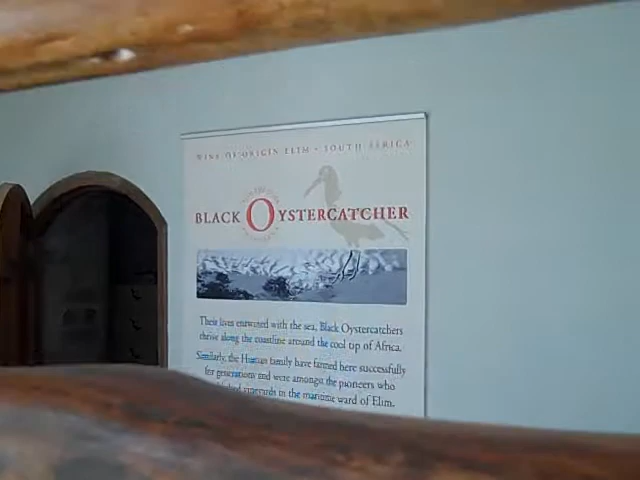 WINE OF ORIGIN ELIM • SOUTH AFRICA
BLACK OYSTERCATCHER
Their lives entwined with the sea, Black Oystercatchers
thrive along the coastline around the cool tip of Africa.
Similarly, the Human family have farmed here successfully
for generations and were amongst the pioneers who
vineyards in the maritime ward of Elim.